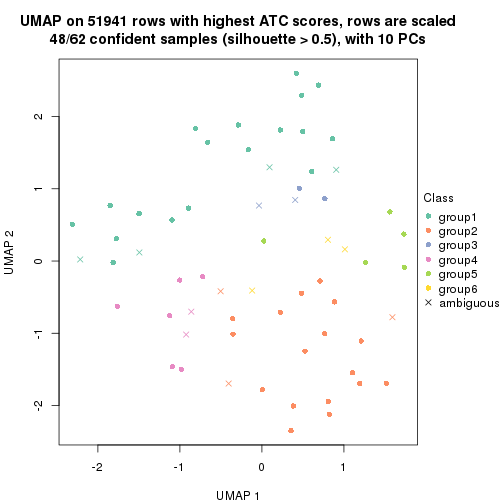 UMAP on 51941 rows with highest ATC scores, rows are scaled
48/62 confident samples (silhouette > 0.5), with 10 PCs
UMAP 2
2
1
0
-1
-2
-2
-1
0
1
UMAP 1
Class
group1
group2
group3
group4
group5
group6
ambiguous